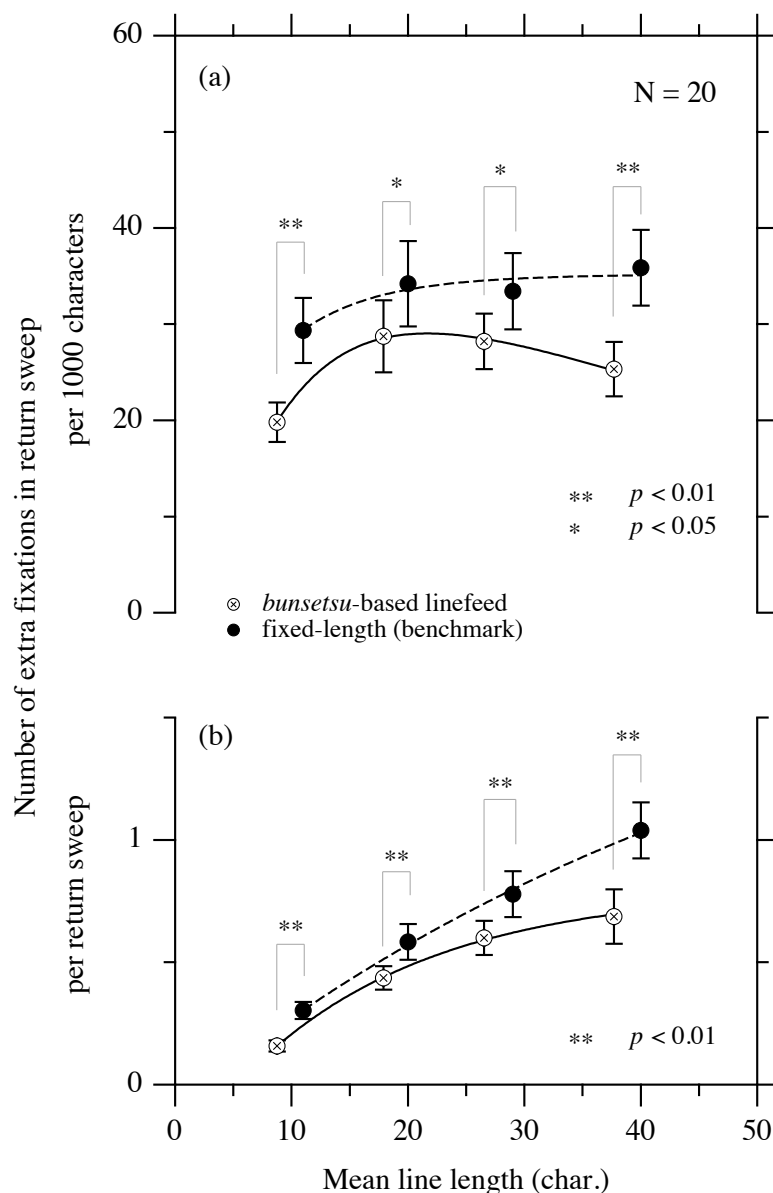 Number of extra fixations in return sweep
per 1000 characters
60
40
20
0
(a)
N = 20
**
*
*
**
** p < 0.01
* p < 0.05
bunsetsu-based linefeed
fixed-length (benchmark)
per return sweep
1
0
(b)
**
**
**
**
** p < 0.01
0 10 20 30 40 50
Mean line length (char.)